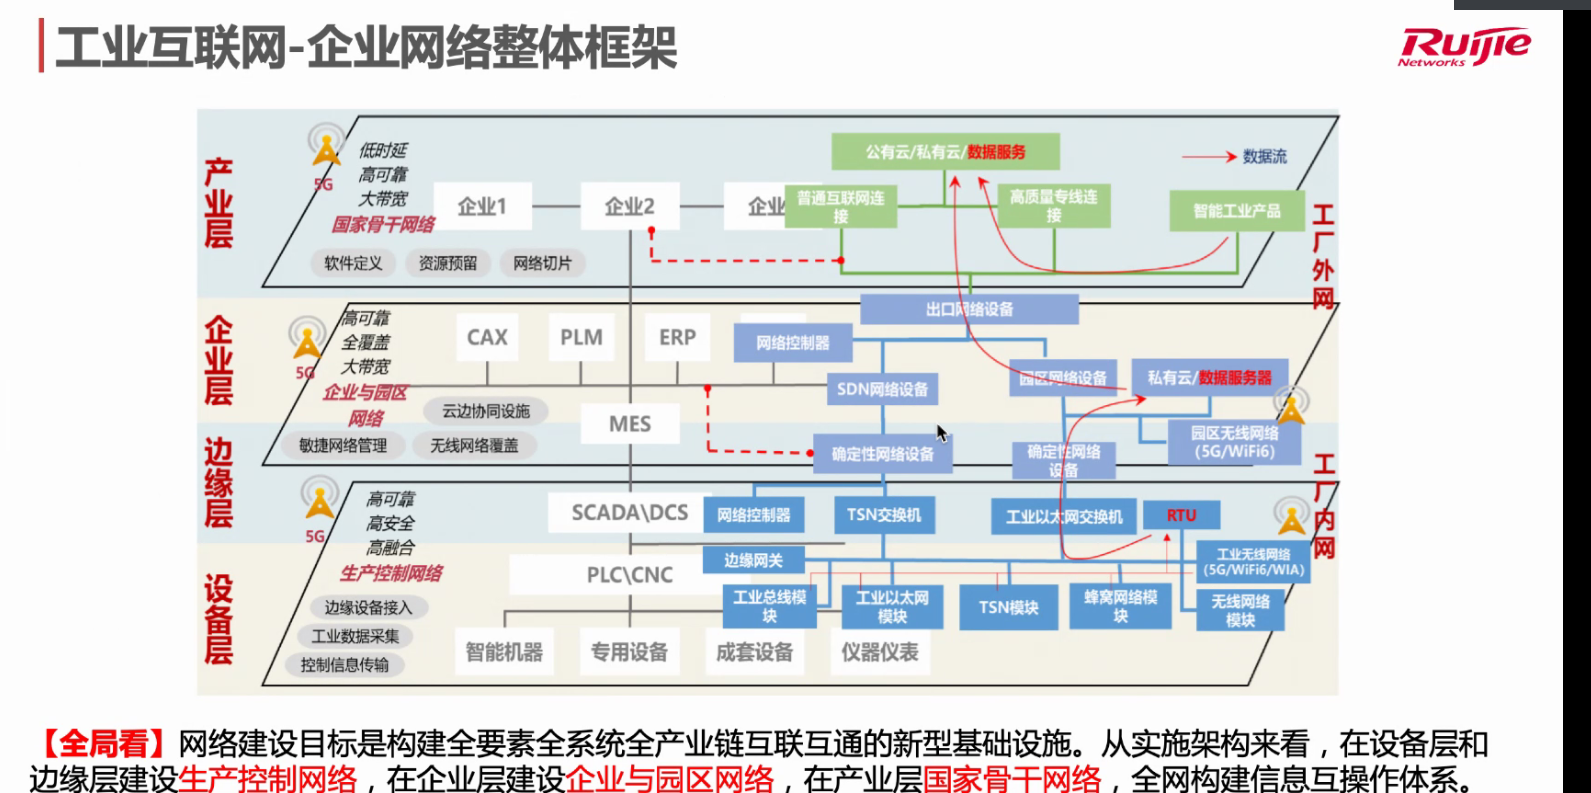 工业互联网-企业网络整体框架
Ruijie
Networks
产业层
5G
低时延
高可靠
大带宽
国家骨干网络
软件定义
资源预留
网络切片
企业1
企业2
企业
公有云/私有云/数据服务
普通互联网连
接
高质量专线连
接
智能工业产品
数据流
工厂外网
企业层
5G
高可靠
全覆盖
大带宽
企业与园区
网络
云边协同设施
敏捷网络管理
无线网络覆盖
CAX
PLM
ERP
MES
出口网络设备
网络控制器
SDN网络设备
园区网络设备
私有云/数据服务器
确定性网络设备
确定性网络
设备
园区无线网络
(5G/WiFi6)
边缘层
5G
高可靠
高安全
高融合
生产控制网络
SCADA\DCS
网络控制器
TSN交换机
工业以太网交换机
RTU
工厂内网
设备层
边缘设备接入
工业数据采集
控制信息传输
PLC\CNC
边缘网关
工业无线网络
(5G/WiFi6/WIA)
工业总线模
块
工业以太网
模块
TSN模块
蜂窝网络模
块
无线网络
模块
智能机器
专用设备
成套设备
仪器仪表
【全局看】网络建设目标是构建全要素全系统全产业链互联互通的新型基础设施。从实施架构来看，在设备层和
边缘层建设生产控制网络，在企业层建设企业与园区网络，在产业层国家骨干网络，全网构建信息互操作体系。